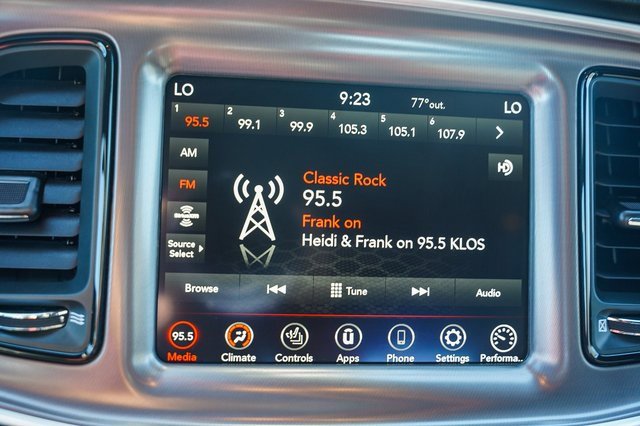 LO 9:23 77° out. LO
1 95.5 2 99.1 3 99.9 4 105.3 5 105.1 6 107.9
AM
HD
FM
Classic Rock
95.5
SiriusXM
Frank on
Heidi & Frank on 95.5 KLOS
Source
Select
Browse Tune Audio
95.5
Media Climate Controls Apps Phone Settings Performa..